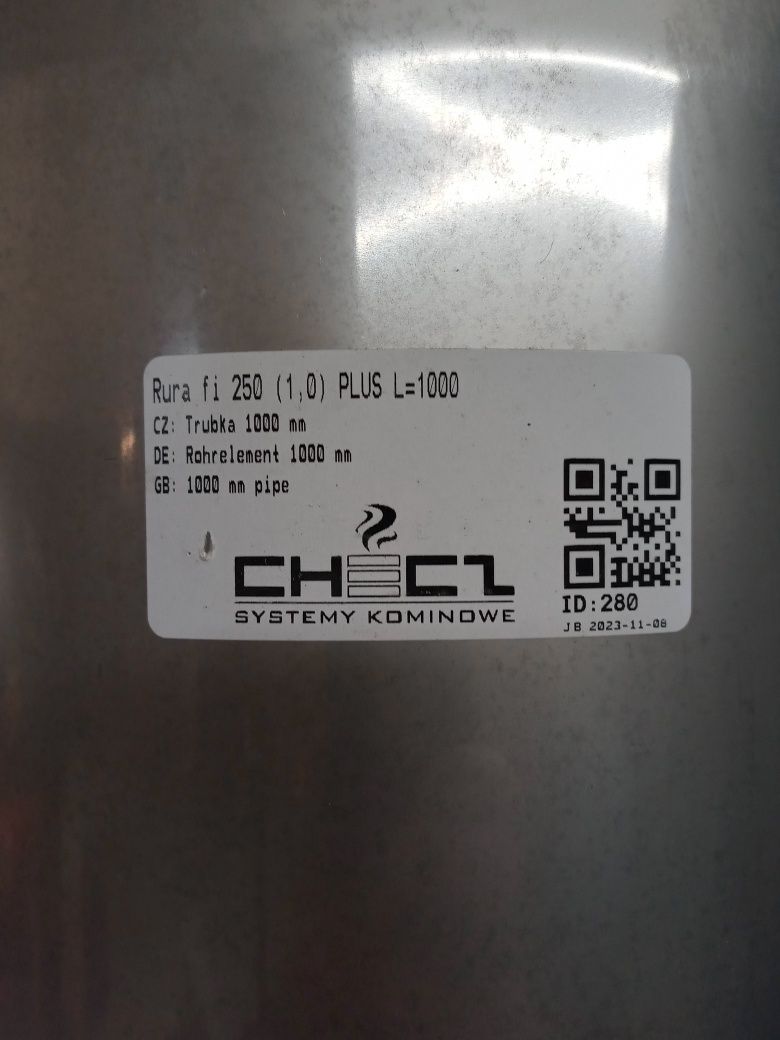 Rura fi 250 (1,0) PLUS L=1000
CZ: Trubka 1000 mm
DE: Rohrelement 1000 mm
GB: 1000 mm pipe
CHECZ
SYSTEMY KOMINOWE
ID:280
JB 2023-11-08